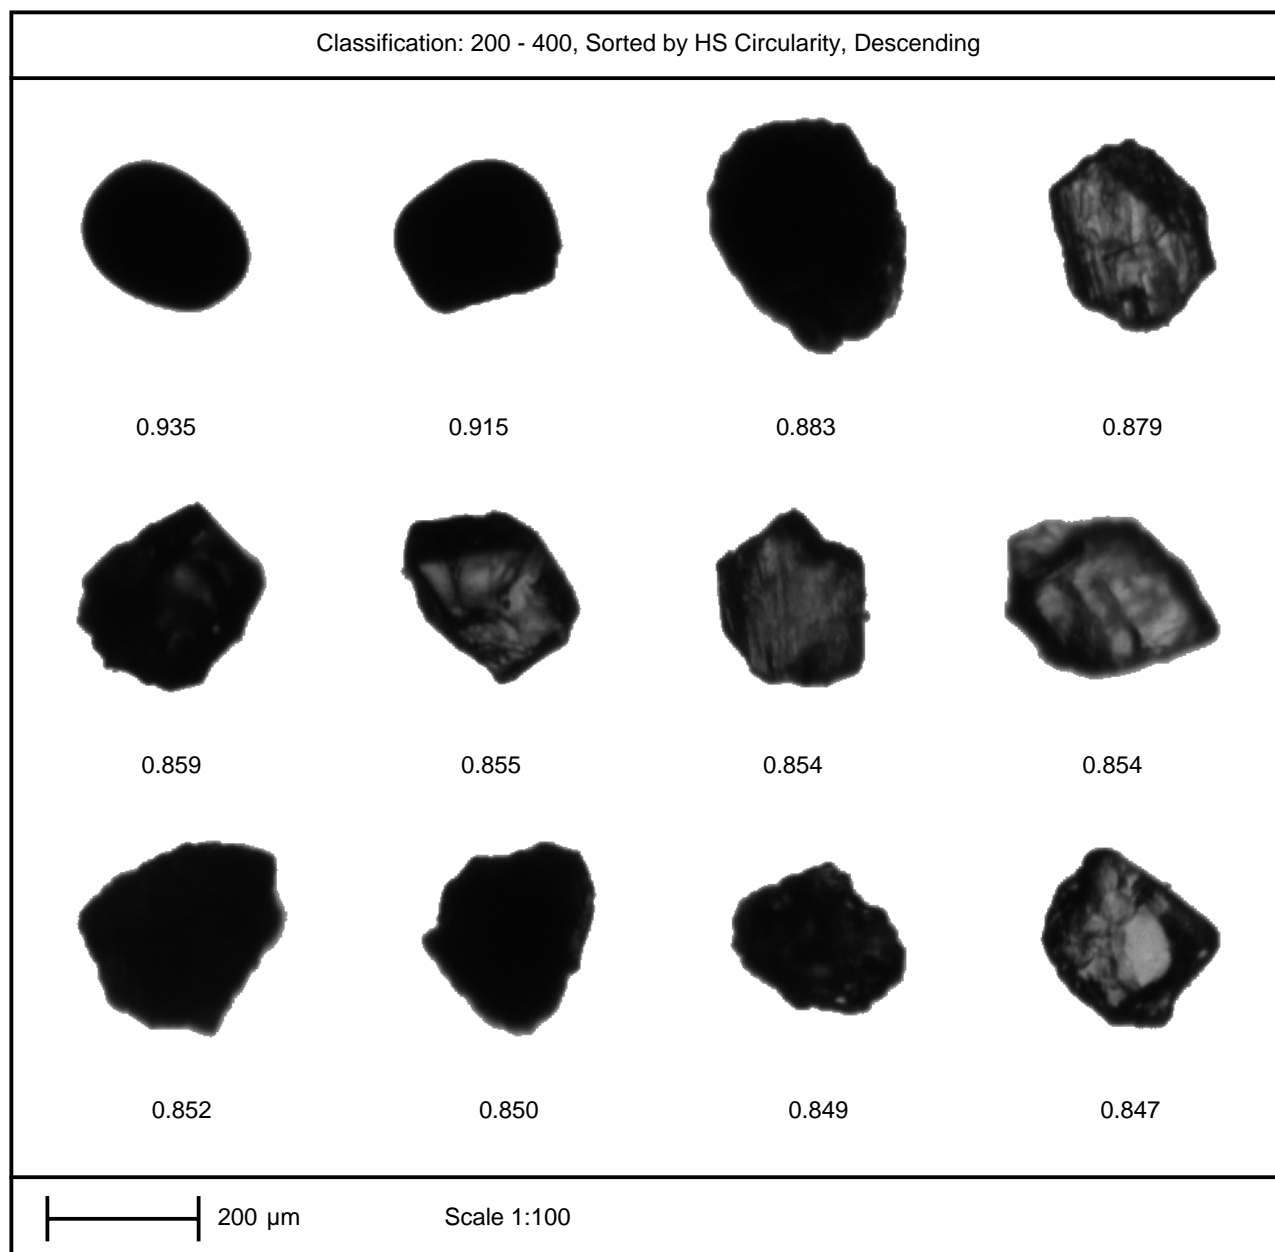 Classification: 200 - 400, Sorted by HS Circularity, Descending
0.935 0.915 0.883 0.879
0.859 0.855 0.854 0.854
0.852 0.850 0.849 0.847
200 µm Scale 1:100